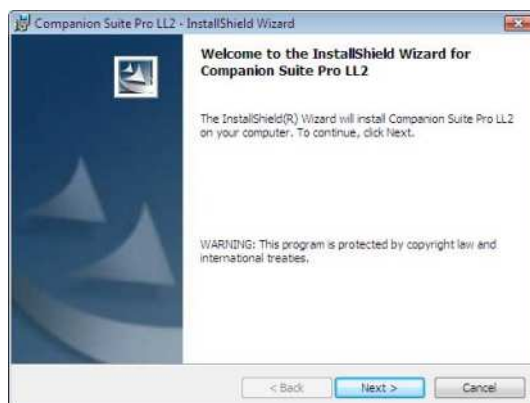 Companion Suite Pro LL2 - InstallShield Wizard
Welcome to the InstallShield Wizard for
Companion Suite Pro LL2
The InstallShield(R) Wizard will install Companion Suite Pro LL2
on your computer. To continue, click Next.
WARNING: This program is protected by copyright law and
international treaties.
< Back
Next >
Cancel